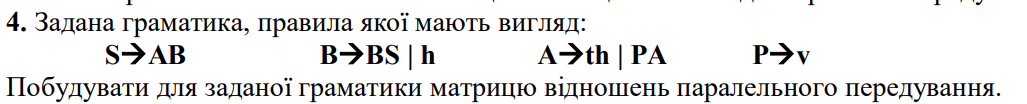 4. Задана граматика, правила якої мають вигляд:
S→AB B→BS | h A→th | PA P→v
Побудувати для заданої граматики матрицю відношень паралельного передування.